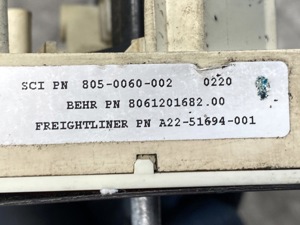 SCI PN 805-0060-002 0220
BEHR PN 8061201682.00
FREIGHTLINER PN A22-51694-001